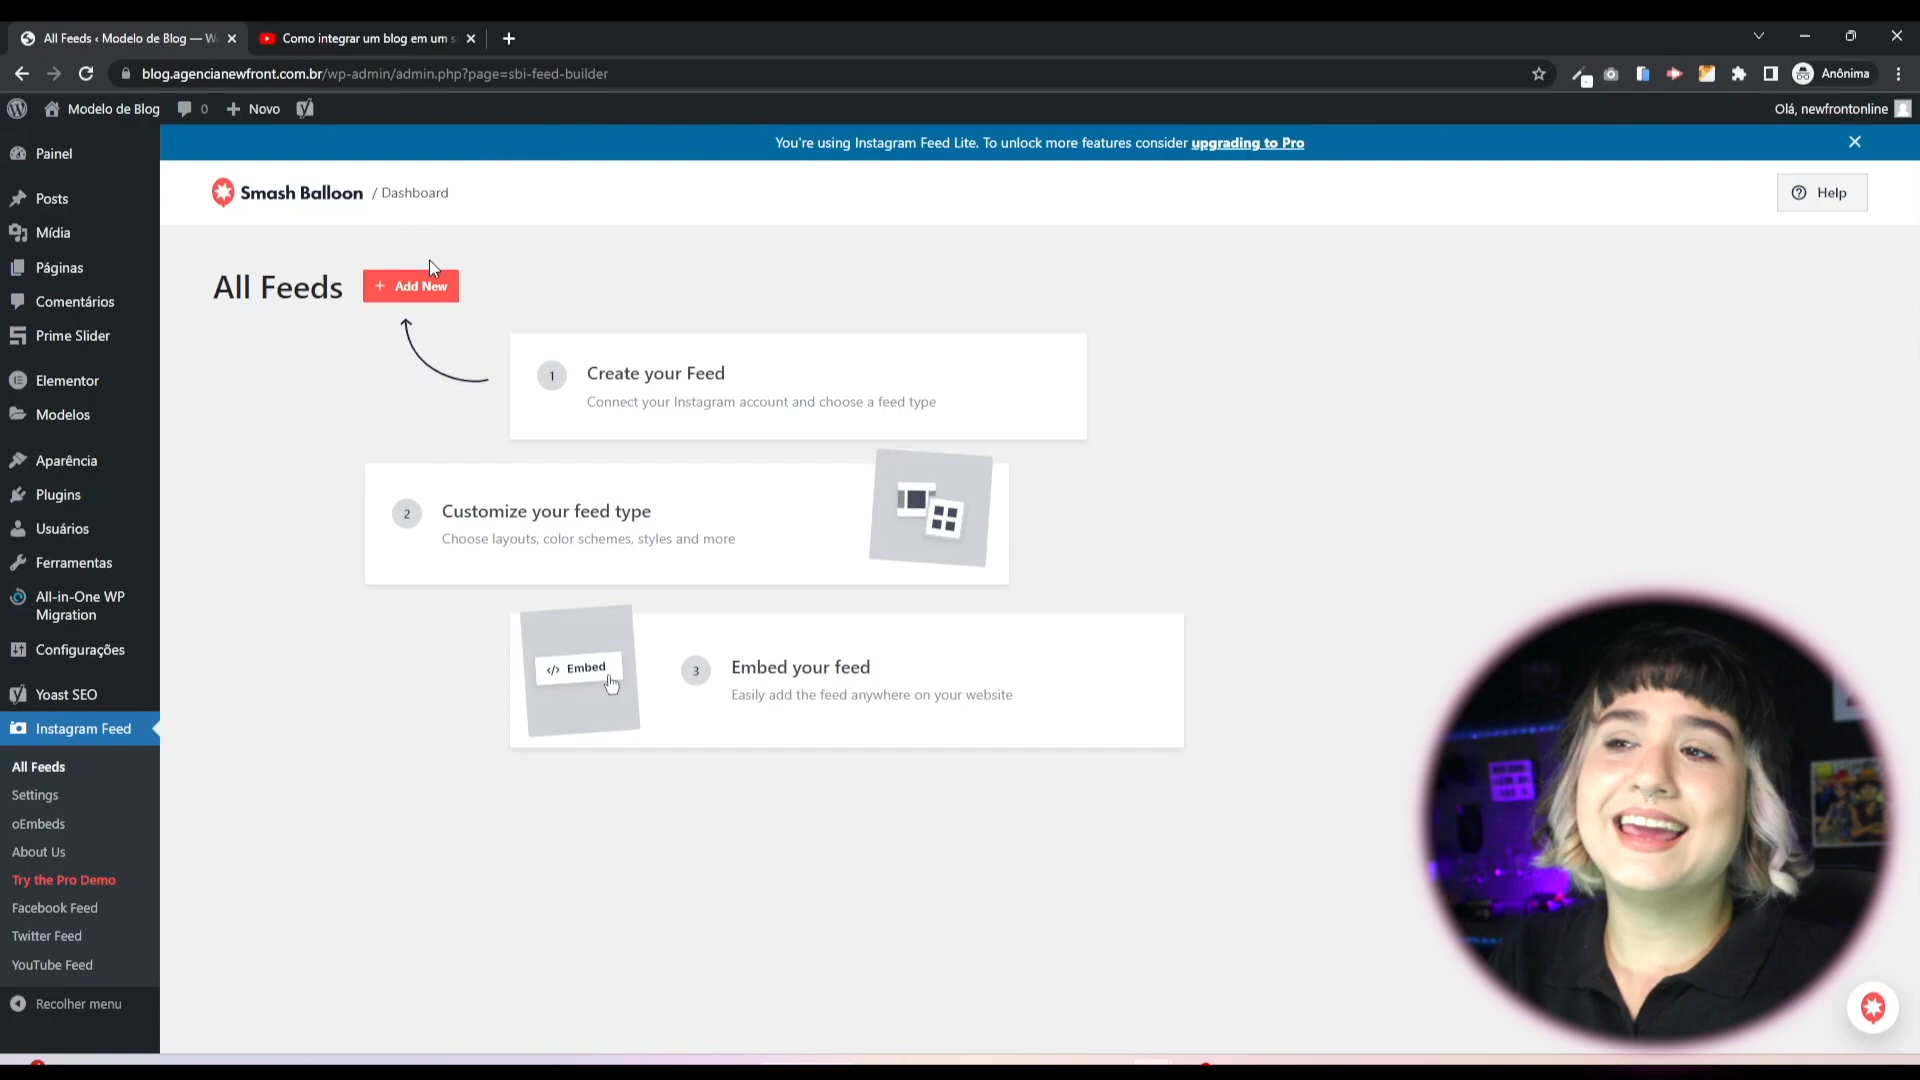 All Feeds ‹ Modelo de Blog — W
Como integrar um blog em um s
blog.agencianewfront.com.br/wp-admin/admin.php?page=sbi-feed-builder
Anônima
Modelo de Blog
0
Novo
Olá, newfrontonline
You're using Instagram Feed Lite. To unlock more features consider upgrading to Pro
Painel
Posts
Mídia
Páginas
Comentários
Prime Slider
Elementor
Modelos
Aparência
Plugins
Usuários
Ferramentas
All-in-One WP
Migration
Configurações
Yoast SEO
Instagram Feed
All Feeds
Settings
oEmbeds
About Us
Try the Pro Demo
Facebook Feed
Twitter Feed
YouTube Feed
Recolher menu
Smash Balloon / Dashboard
Help
All Feeds
+ Add New
1
Create your Feed
Connect your Instagram account and choose a feed type
2
Customize your feed type
Choose layouts, color schemes, styles and more
</> Embed
3
Embed your feed
Easily add the feed anywhere on your website